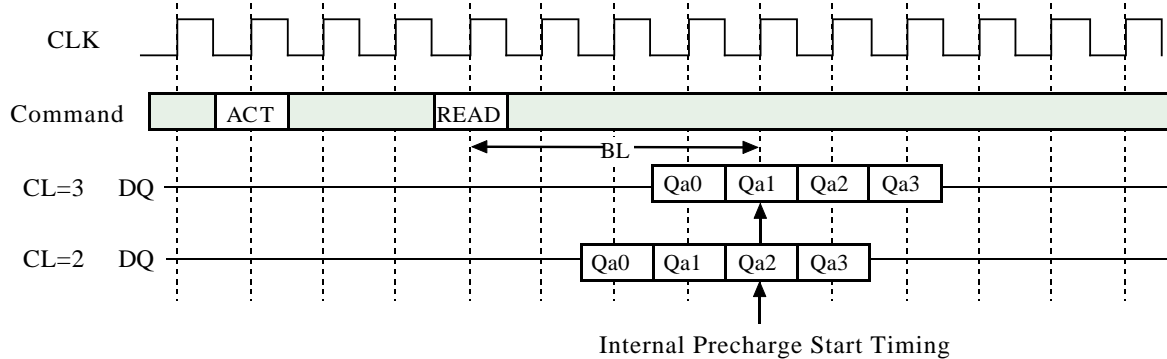 CLK
Command ACT READ
BL
CL=3 DQ Qa0 Qa1 Qa2 Qa3
CL=2 DQ Qa0 Qa1 Qa2 Qa3
Internal Precharge Start Timing